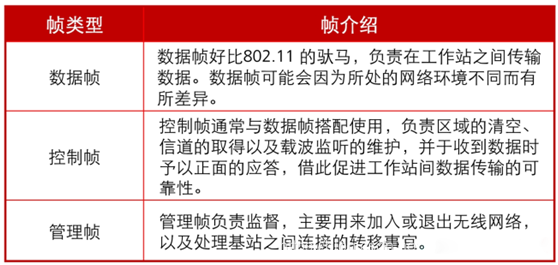 帧类型
帧介绍
数据帧
数据帧好比802.11 的驮马，负责在工作站之间传输
数据。数据帧可能会因为所处的网络环境不同而有
所差异。
控制帧
控制帧通常与数据帧搭配使用，负责区域的清空、
信道的取得以及载波监听的维护，并于收到数据时
予以正面的应答，借此促进工作站间数据传输的可
靠性。
管理帧
管理帧负责监督，主要用来加入或退出无线网络，
以及处理基站之间连接的转移事宜。